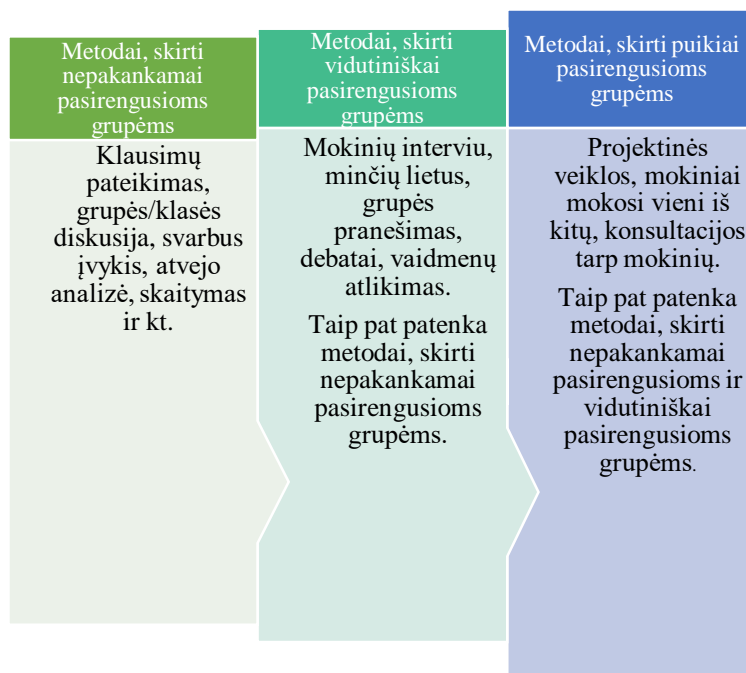 Metodai, skirti
nepakankamai
pasirengusioms
grupėms
Klausimų
pateikimas,
grupės/klasės
diskusija, svarbus
įvykis, atvejo
analizė, skaitymas
ir kt.
Metodai, skirti
vidutiniškai
pasirengusioms
grupėms
Mokinių interviu,
minčių lietus,
grupės
pranešimas,
debatai, vaidmenų
atlikimas.
Taip pat patenka
metodai, skirti
nepakankamai
pasirengusioms
grupėms.
Metodai, skirti puikiai
pasirengusioms
grupėms
Projektinės
veiklos, mokiniai
mokosi vieni iš
kitų, konsultacijos
tarp mokinių.
Taip pat patenka
metodai, skirti
nepakankamai
pasirengusioms ir
vidutiniškai
pasirengusioms
grupėms.